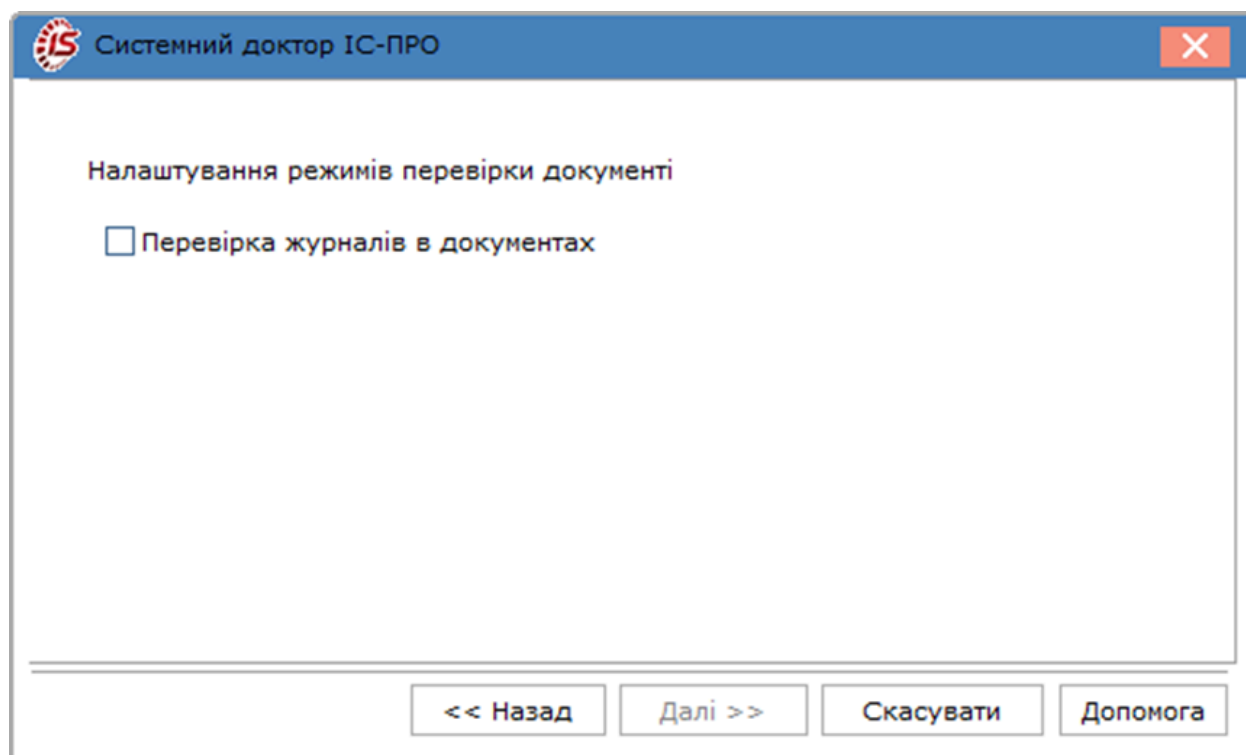 Системний доктор ІС-ПРО
Налаштування режимів перевірки документі
Перевірка журналів в документах
<< Назад
Далі >>
Скасувати
Допомога